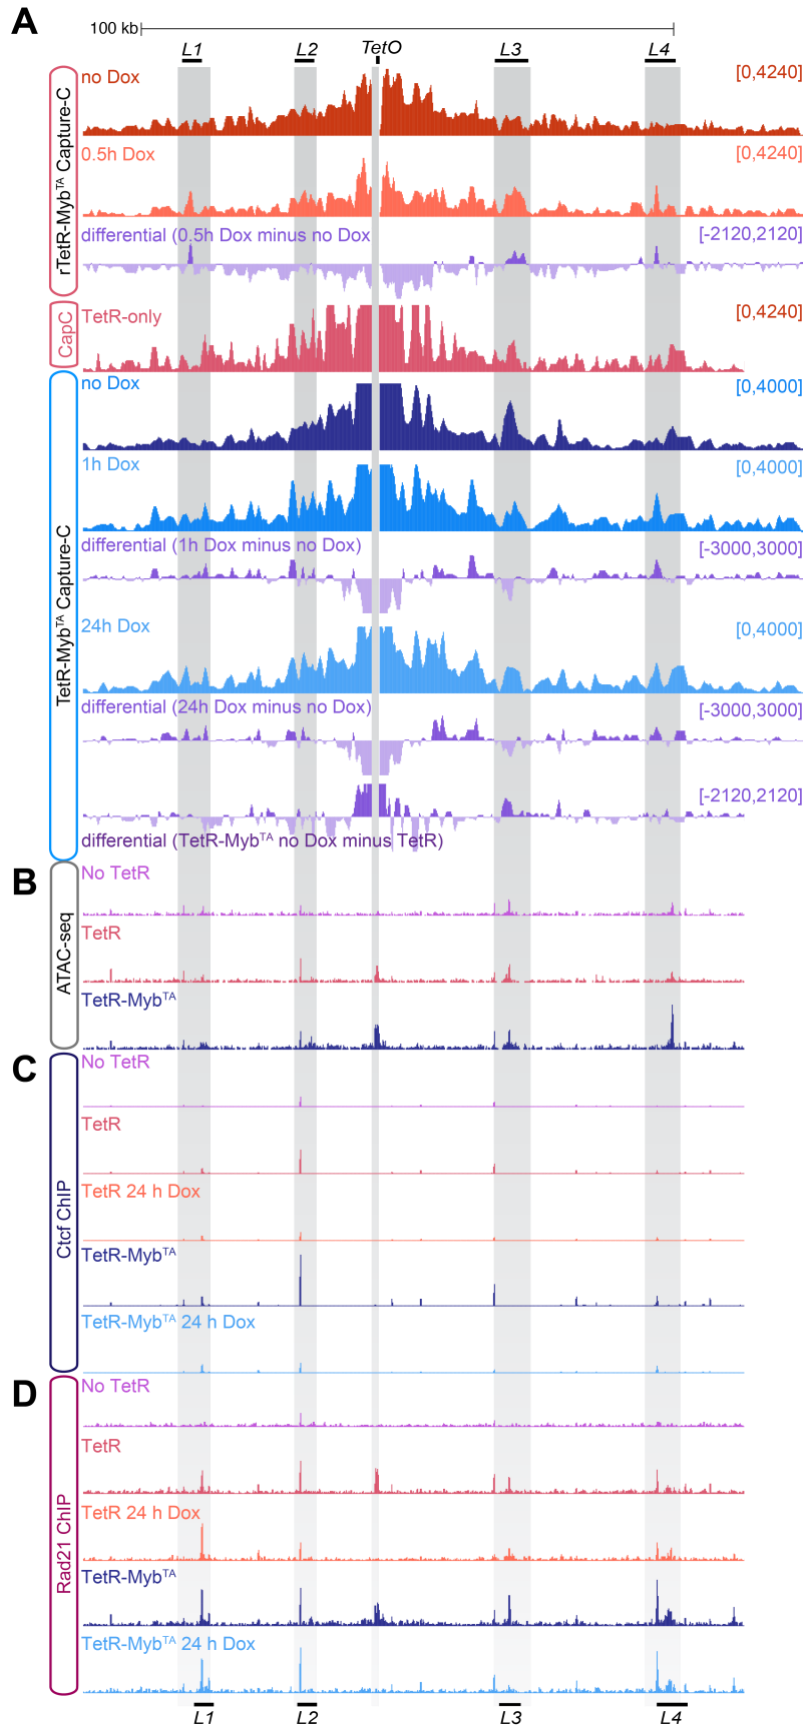 A
100 kb
L1 L2 TetO L3 L4
rTetR-Myb^TA Capture-C
no Dox [0,4240]
0.5h Dox [0,4240]
differential (0.5h Dox minus no Dox [-2120,2120]
CapC
TetR-only [0,4240]
TetR-Myb^TA Capture-C
no Dox [0,4000]
1h Dox [0,4000]
differential (1h Dox minus no Dox) [-3000,3000]
24h Dox [0,4000]
differential (24h Dox minus no Dox) [-3000,3000]
[-2120,2120]
differential (TetR-Myb^TA no Dox minus TetR)
B
ATAC-seq
No TetR
TetR
TetR-Myb^TA
C
Ctcf ChIP
No TetR
TetR
TetR 24 h Dox
TetR-Myb^TA
TetR-Myb^TA 24 h Dox
D
Rad21 ChIP
No TetR
TetR
TetR 24 h Dox
TetR-Myb^TA
TetR-Myb^TA 24 h Dox
L1 L2 L3 L4